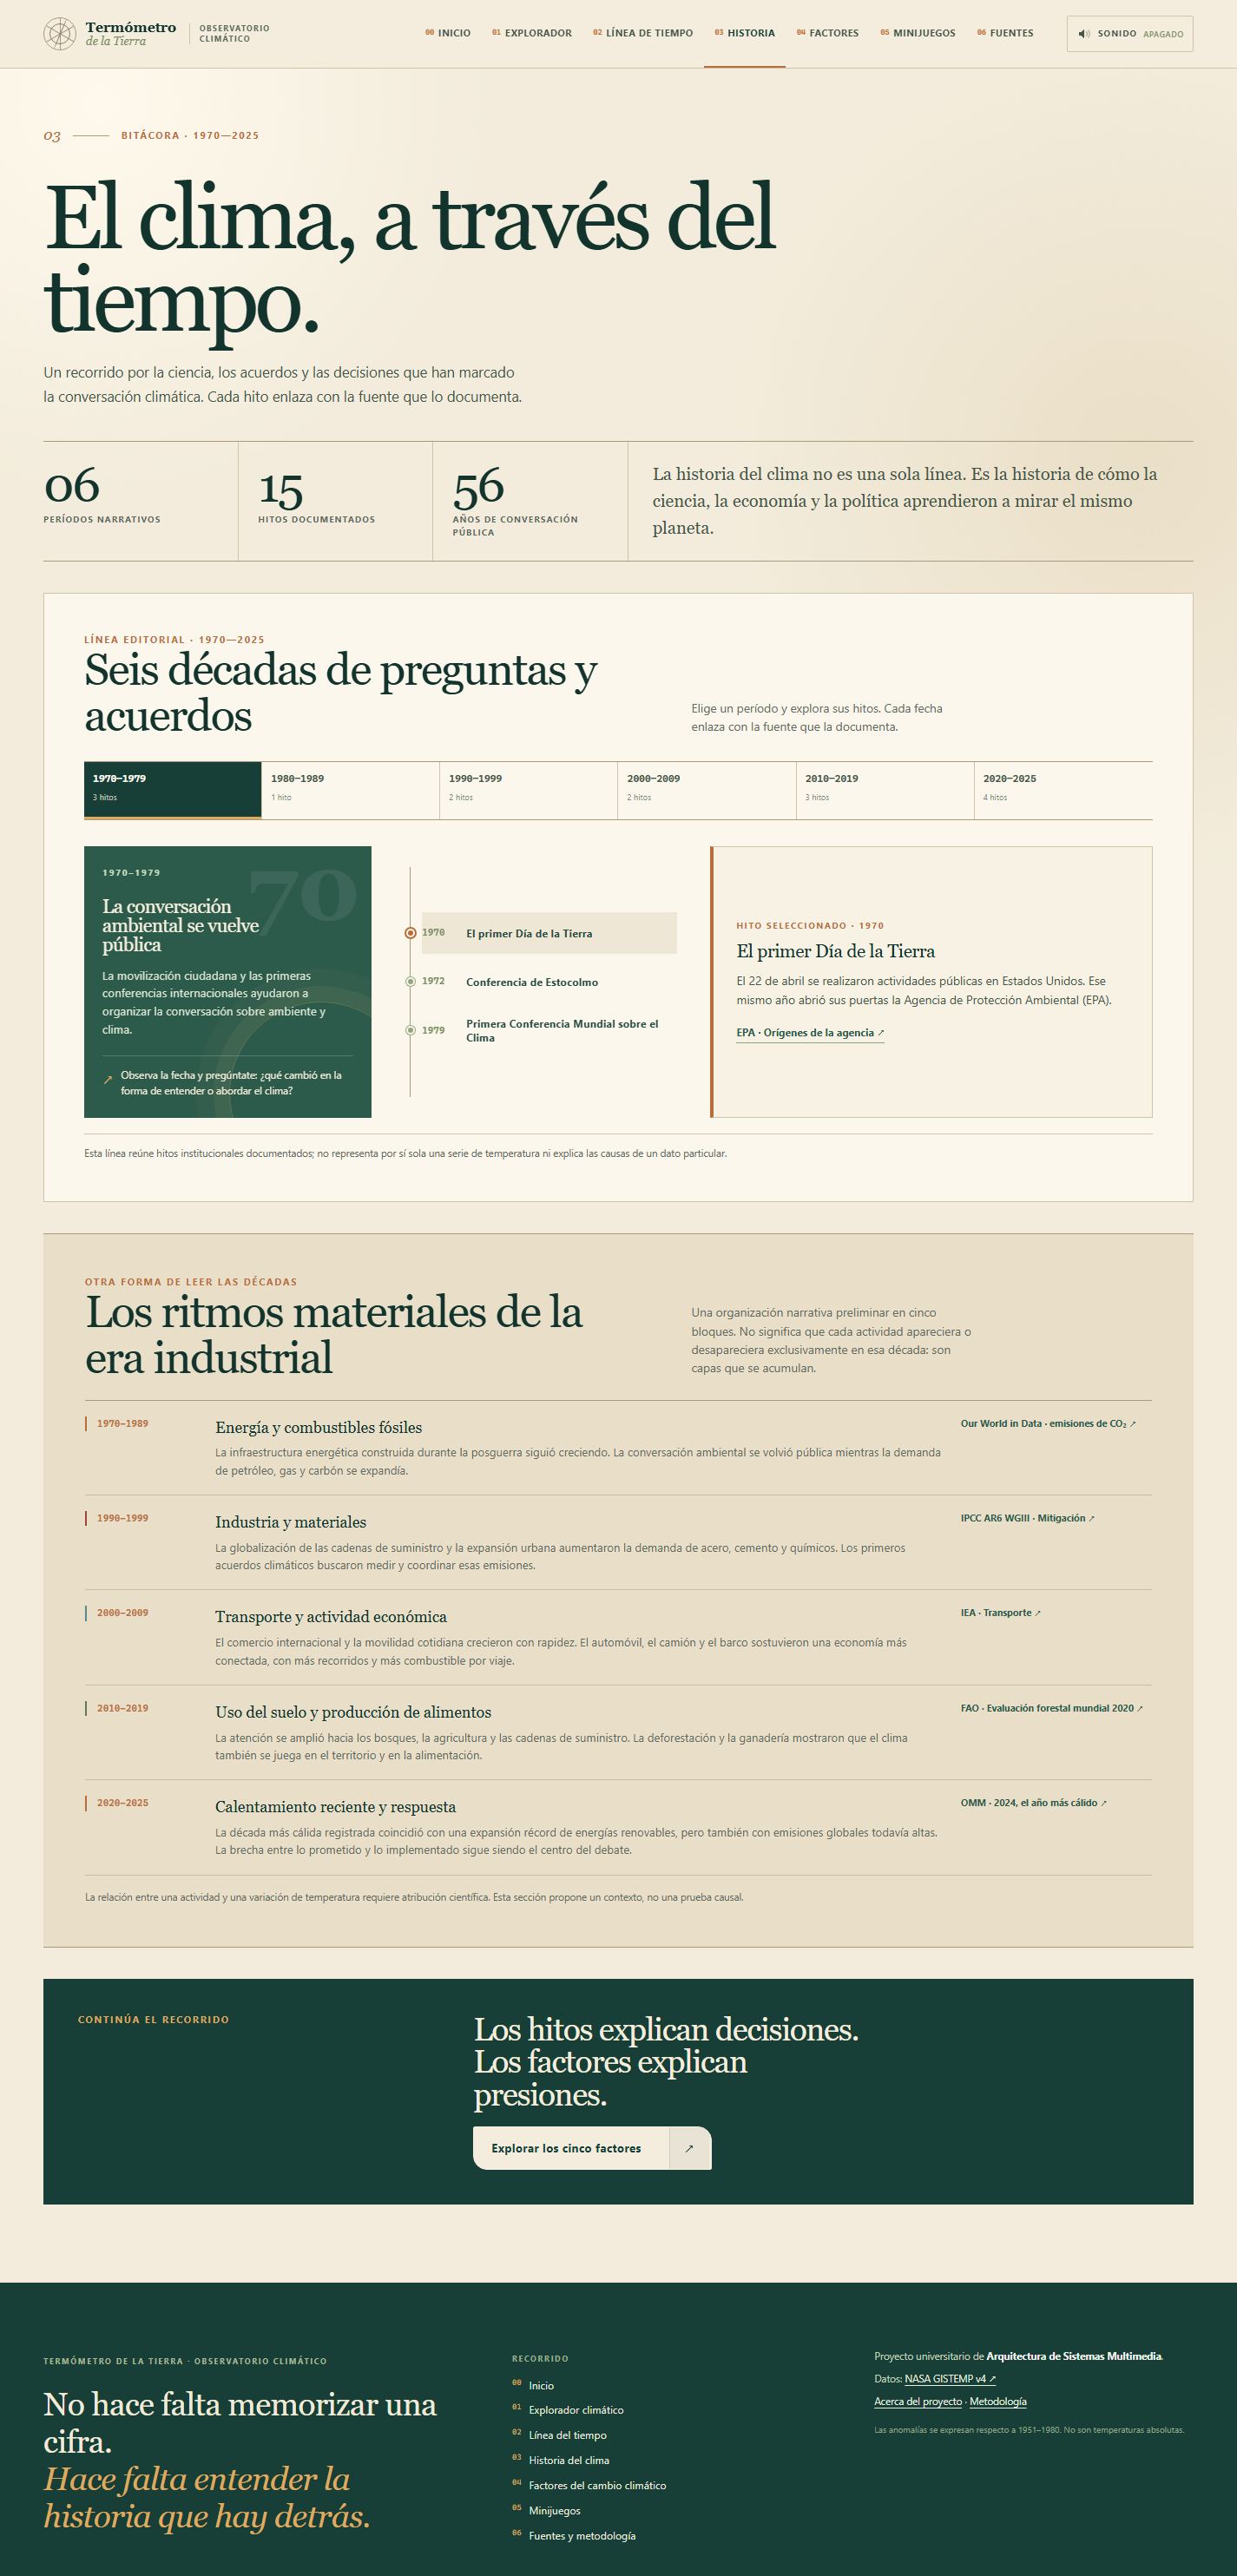 Termómetro
de la Tierra
OBSERVATORIO
CLIMÁTICO
00 INICIO
01 EXPLORADOR
02 LÍNEA DE TIEMPO
03 HISTORIA
04 FACTORES
05 MINIJUEGOS
06 FUENTES
SONIDO APAGADO
03
BITÁCORA · 1970—2025
El clima, a través del
tiempo.
Un recorrido por la ciencia, los acuerdos y las decisiones que han marcado
la conversación climática. Cada hito enlaza con la fuente que lo documenta.
06
PERÍODOS NARRATIVOS
15
HITOS DOCUMENTADOS
56
AÑOS DE CONVERSACIÓN
PÚBLICA
La historia del clima no es una sola línea. Es la historia de cómo la
ciencia, la economía y la política aprendieron a mirar el mismo
planeta.
LÍNEA EDITORIAL · 1970—2025
Seis décadas de preguntas y
acuerdos
Elige un período y explora sus hitos. Cada fecha
enlaza con la fuente que la documenta.
1970–1979
3 hitos
1980–1989
1 hito
1990–1999
2 hitos
2000–2009
2 hitos
2010–2019
3 hitos
2020–2025
4 hitos
70
1970–1979
La conversación
ambiental se vuelve
pública
La movilización ciudadana y las primeras
conferencias internacionales ayudaron a
organizar la conversación sobre ambiente y
clima.
↗ Observa la fecha y pregúntate: ¿qué cambió en la
forma de entender o abordar el clima?
1970 El primer Día de la Tierra
1972 Conferencia de Estocolmo
1979 Primera Conferencia Mundial sobre el
Clima
HITO SELECCIONADO · 1970
El primer Día de la Tierra
El 22 de abril se realizaron actividades públicas en Estados Unidos. Ese
mismo año abrió sus puertas la Agencia de Protección Ambiental (EPA).
EPA · Orígenes de la agencia ↗
Esta línea reúne hitos institucionales documentados; no representa por sí sola una serie de temperatura ni explica las causas de un dato particular.
OTRA FORMA DE LEER LAS DÉCADAS
Los ritmos materiales de la
era industrial
Una organización narrativa preliminar en cinco
bloques. No significa que cada actividad apareciera o
desapareciera exclusivamente en esa década: son
capas que se acumulan.
1970–1989
Energía y combustibles fósiles
La infraestructura energética construida durante la posguerra siguió creciendo. La conversación ambiental se volvió pública mientras la demanda
de petróleo, gas y carbón se expandía.
Our World in Data · emisiones de CO₂ ↗
1990–1999
Industria y materiales
La globalización de las cadenas de suministro y la expansión urbana aumentaron la demanda de acero, cemento y químicos. Los primeros
acuerdos climáticos buscaron medir y coordinar esas emisiones.
IPCC AR6 WGIII · Mitigación ↗
2000–2009
Transporte y actividad económica
El comercio internacional y la movilidad cotidiana crecieron con rapidez. El automóvil, el camión y el barco sostuvieron una economía más
conectada, con más recorridos y más combustible por viaje.
IEA · Transporte ↗
2010–2019
Uso del suelo y producción de alimentos
La atención se amplió hacia los bosques, la agricultura y las cadenas de suministro. La deforestación y la ganadería mostraron que el clima
también se juega en el territorio y en la alimentación.
FAO · Evaluación forestal mundial 2020 ↗
2020–2025
Calentamiento reciente y respuesta
La década más cálida registrada coincidió con una expansión récord de energías renovables, pero también con emisiones globales todavía altas.
La brecha entre lo prometido y lo implementado sigue siendo el centro del debate.
OMM · 2024, el año más cálido ↗
La relación entre una actividad y una variación de temperatura requiere atribución científica. Esta sección propone un contexto, no una prueba causal.
CONTINÚA EL RECORRIDO
Los hitos explican decisiones.
Los factores explican
presiones.
Explorar los cinco factores ↗
TERMÓMETRO DE LA TIERRA · OBSERVATORIO CLIMÁTICO
No hace falta memorizar una
cifra.
Hace falta entender la
historia que hay detrás.
RECORRIDO
00 Inicio
01 Explorador climático
02 Línea del tiempo
03 Historia del clima
04 Factores del cambio climático
05 Minijuegos
06 Fuentes y metodología
Proyecto universitario de Arquitectura de Sistemas Multimedia.
Datos: NASA GISTEMP v4 ↗
Acerca del proyecto · Metodología
Las anomalías se expresan respecto a 1951–1980. No son temperaturas absolutas.